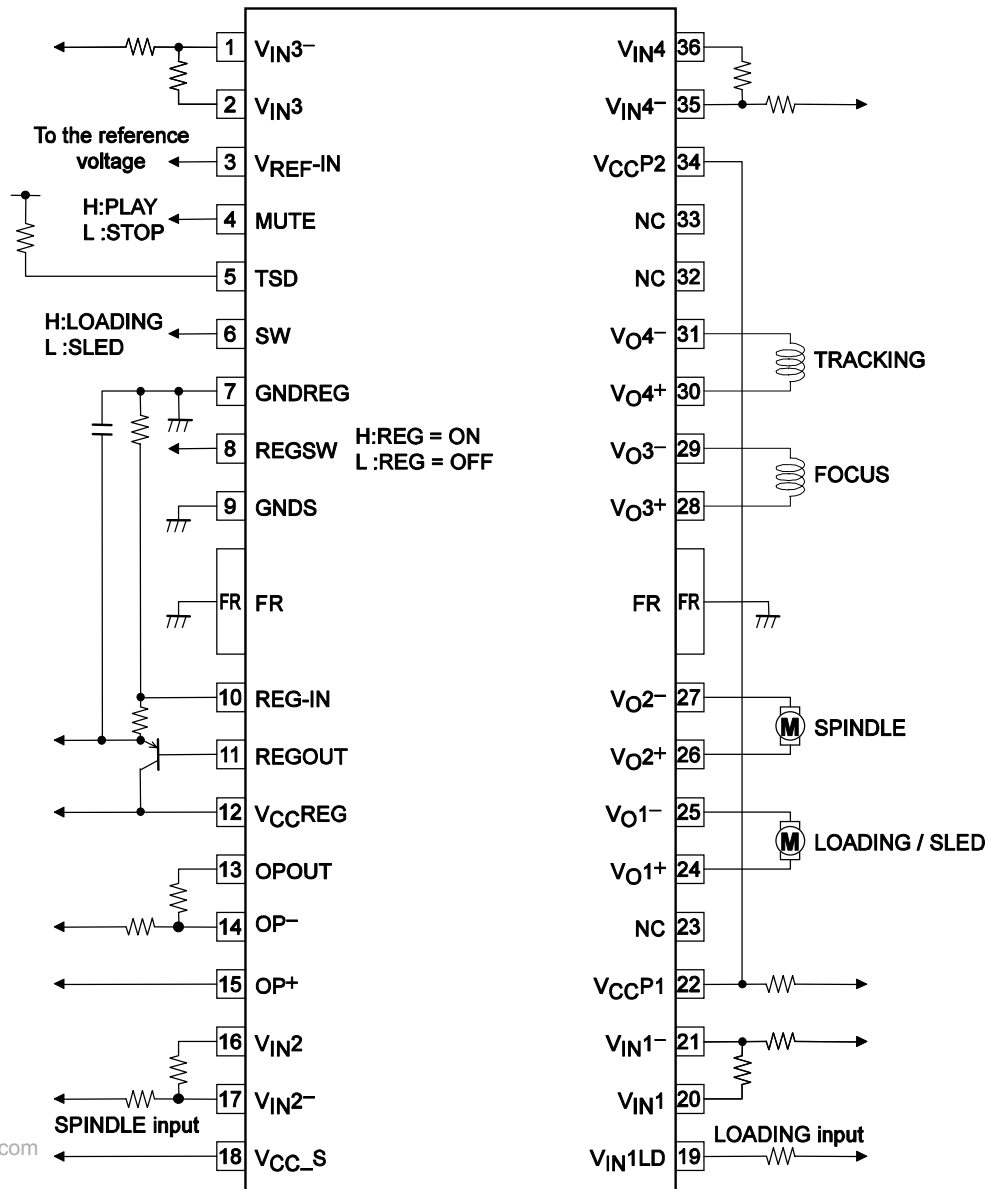 1 VIN3−
2 VIN3
To the reference
voltage
3 VREF-IN
H:PLAY
L :STOP
4 MUTE
5 TSD
H:LOADING
L :SLED
6 SW
7 GNDREG
8 REGSW
H:REG = ON
L :REG = OFF
9 GNDS
FR FR
10 REG-IN
11 REGOUT
12 VCCREG
13 OPOUT
14 OP−
15 OP+
16 VIN2
17 VIN2−
SPINDLE input
18 VCC_S
com
VIN4 36
VIN4− 35
VCCP2 34
NC 33
NC 32
VO4− 31
TRACKING
VO4+ 30
VO3− 29
FOCUS
VO3+ 28
FR FR
VO2− 27
M SPINDLE
VO2+ 26
VO1− 25
M LOADING / SLED
VO1+ 24
NC 23
VCCP1 22
VIN1− 21
VIN1 20
LOADING input
VIN1LD 19